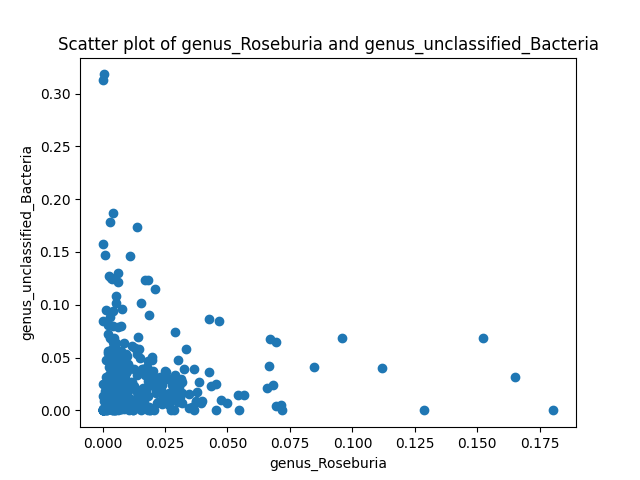 Scatter plot of genus_Roseburia and genus_unclassified_Bacteria
0.30
0.25
0.20
0.15
0.10
0.05
0.00
genus_unclassified_Bacteria
0.000 0.025 0.050 0.075 0.100 0.125 0.150 0.175
genus_Roseburia